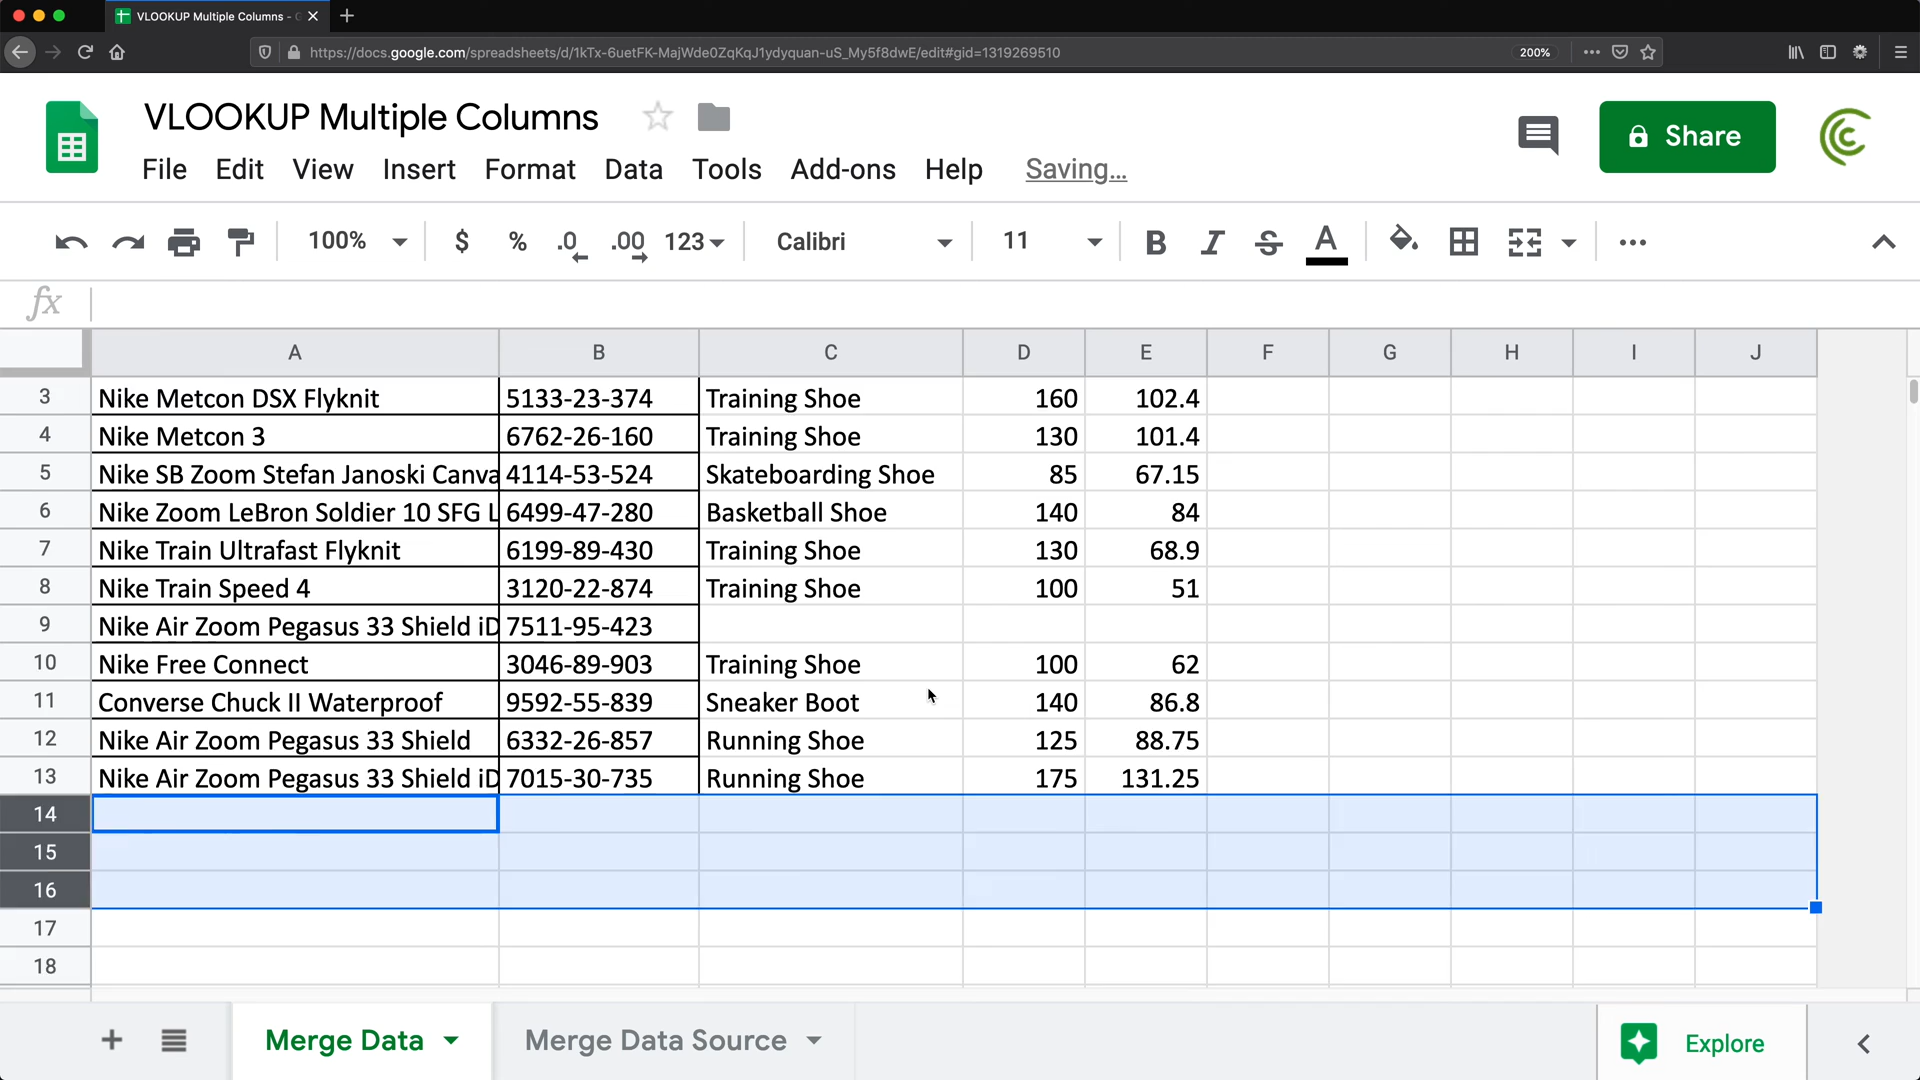 VLOOKUP Multiple Columns -
https://docs.google.com/spreadsheets/d/1kTx-6uetFK-MajWde0ZqKqJ1ydyquan-uS_My5f8dwE/edit#gid=1319269510 200%
VLOOKUP Multiple Columns
Share
File Edit View Insert Format Data Tools Add-ons Help Saving...
100% $ % .0 .00 123 Calibri 11 B I S A
fx
A B C D E F G H I J
3 Nike Metcon DSX Flyknit 5133-23-374 Training Shoe 160 102.4
4 Nike Metcon 3 6762-26-160 Training Shoe 130 101.4
5 Nike SB Zoom Stefan Janoski Canva 4114-53-524 Skateboarding Shoe 85 67.15
6 Nike Zoom LeBron Soldier 10 SFG L 6499-47-280 Basketball Shoe 140 84
7 Nike Train Ultrafast Flyknit 6199-89-430 Training Shoe 130 68.9
8 Nike Train Speed 4 3120-22-874 Training Shoe 100 51
9 Nike Air Zoom Pegasus 33 Shield iD 7511-95-423
10 Nike Free Connect 3046-89-903 Training Shoe 100 62
11 Converse Chuck II Waterproof 9592-55-839 Sneaker Boot 140 86.8
12 Nike Air Zoom Pegasus 33 Shield 6332-26-857 Running Shoe 125 88.75
13 Nike Air Zoom Pegasus 33 Shield iD 7015-30-735 Running Shoe 175 131.25
14
15
16
17
18
Merge Data Merge Data Source Explore